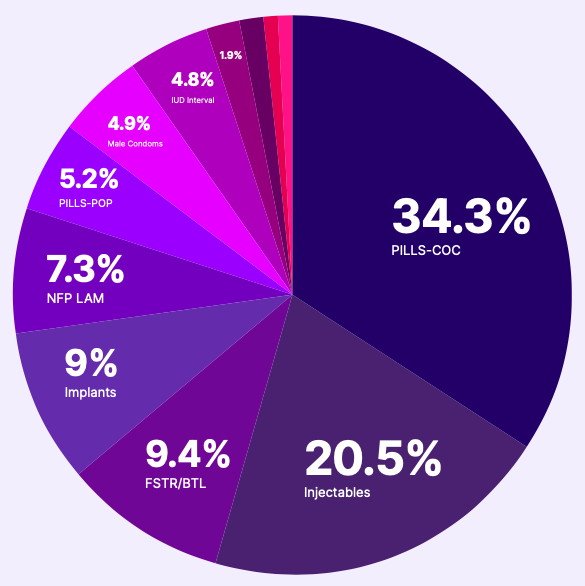 1.9%
4.8%
IUD Interval
4.9%
Male Condoms
5.2%
PILLS-POP
34.3%
PILLS-COC
7.3%
NFP LAM
9%
Implants
9.4%
FSTR/BTL
20.5%
Injectables